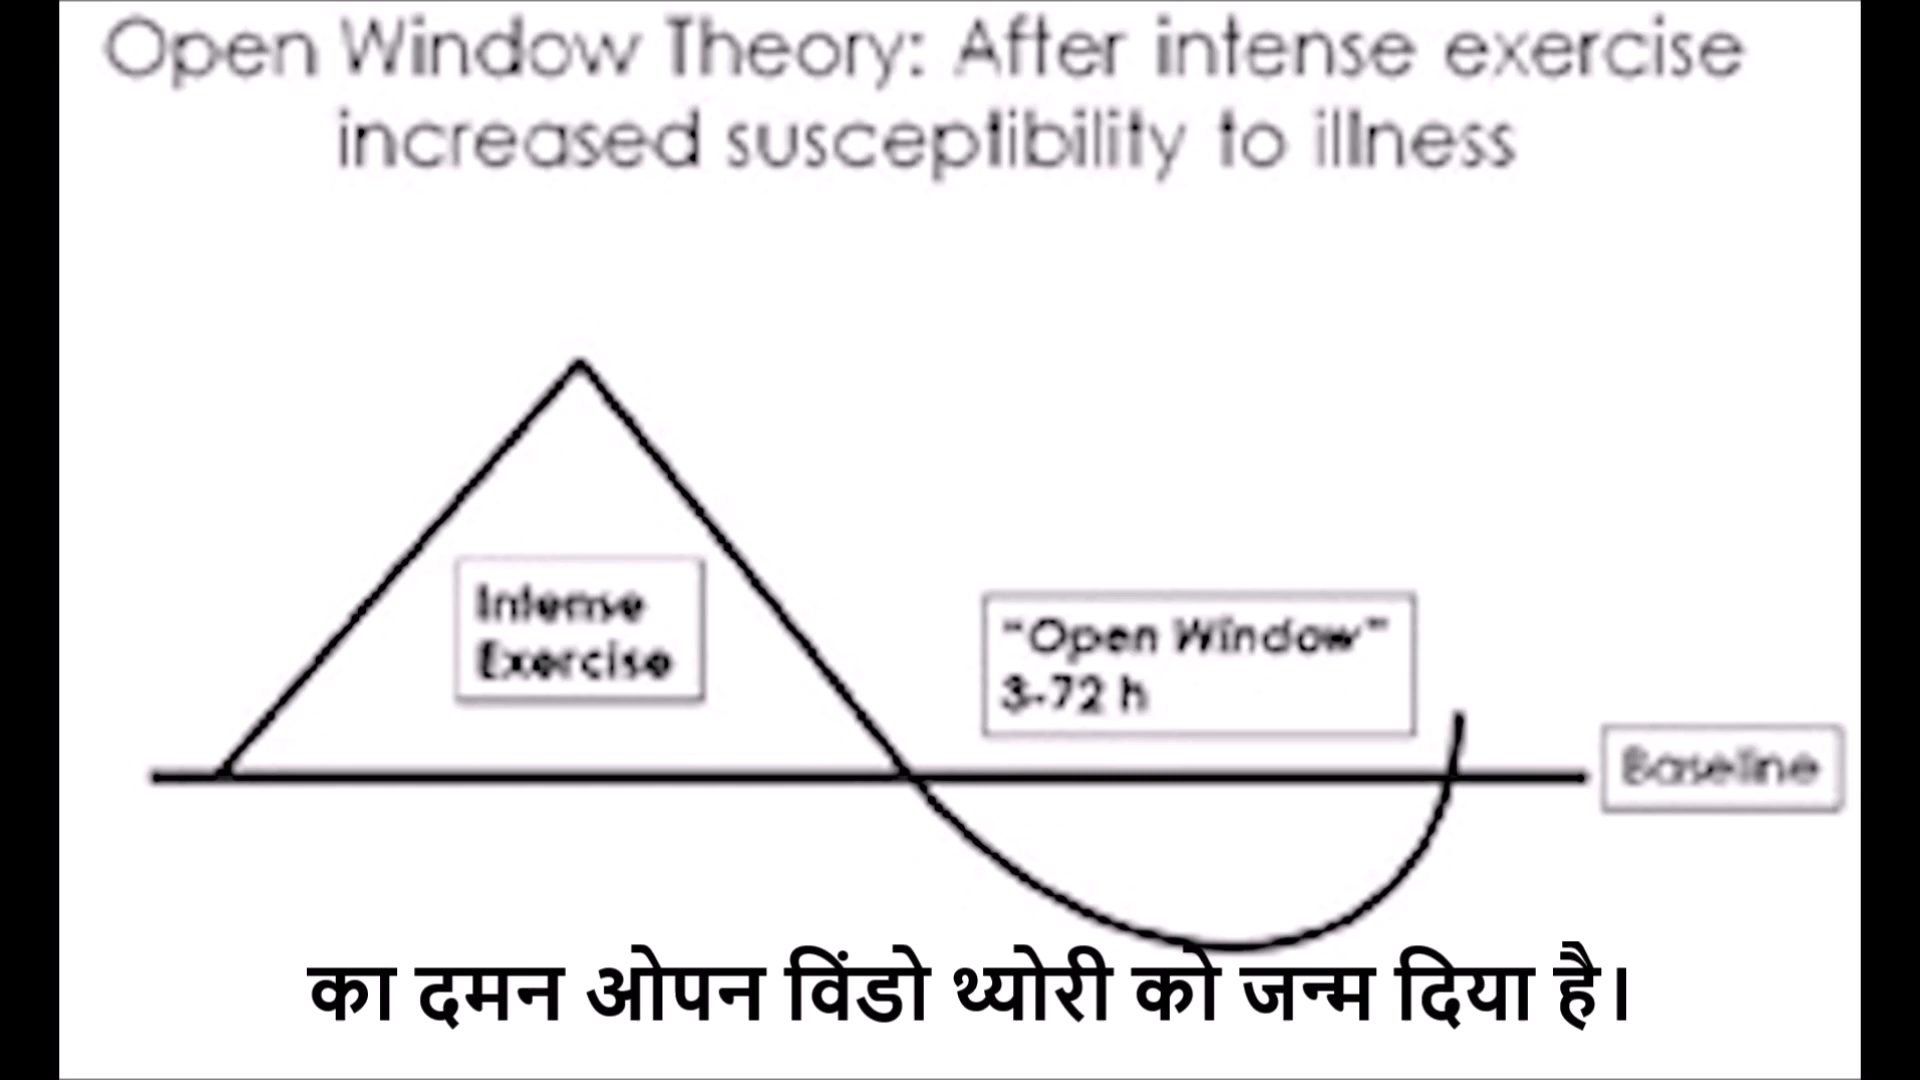 Open Window Theory: After intense exercise
increased susceptibility to illness
Intense
Exercise
"Open Window"
3-72 h
Baseline
का दमन ओपन विंडो थ्योरी को जन्म दिया है।